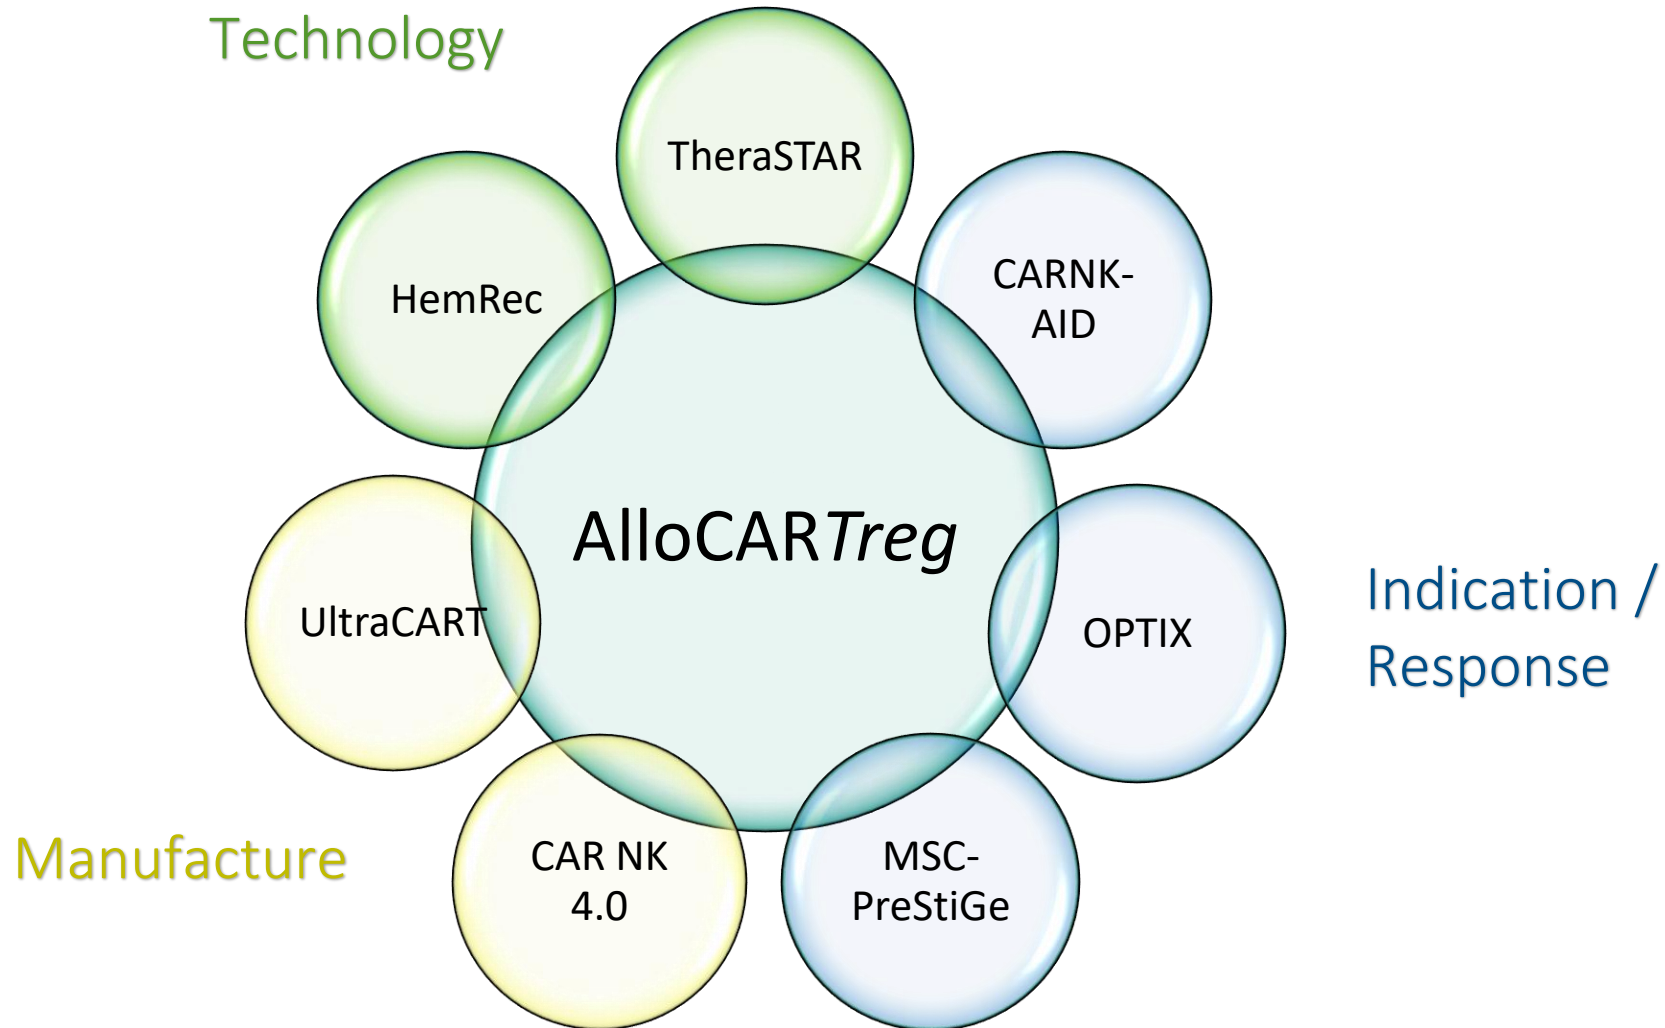 Technology
TheraSTAR
HemRec
CARNK-
AID
AlloCARTreg
UltraCART
OPTIX
Indication /
Response
Manufacture
CAR NK
4.0
MSC-
PreStiGe